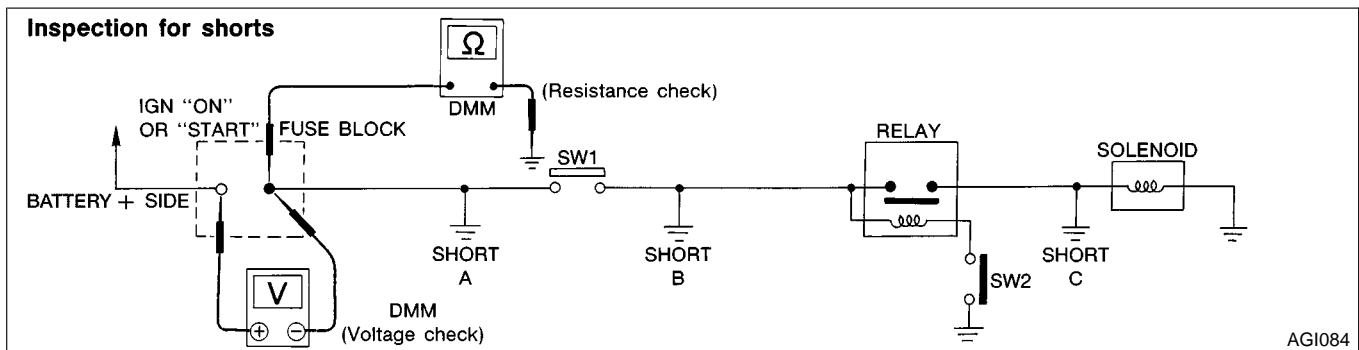 Inspection for shorts
Ω
DMM
(Resistance check)
IGN "ON"
OR "START"
FUSE BLOCK
BATTERY + SIDE
SW1
RELAY
SOLENOID
SHORT
A
SHORT
B
SHORT
C
SW2
V
+ −
DMM
(Voltage check)
AGI084